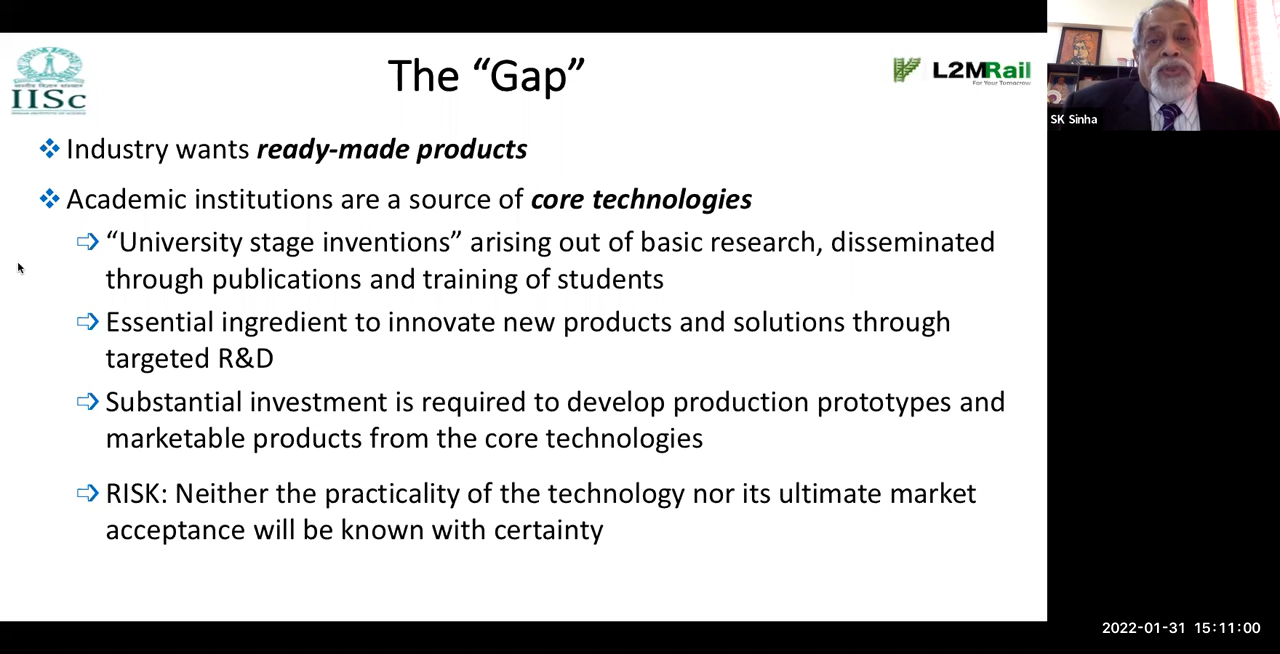 The “Gap”
IISc
L2MRail
For Your Tomorrow
SK Sinha
Industry wants ready-made products
Academic institutions are a source of core technologies
“University stage inventions” arising out of basic research, disseminated
through publications and training of students
Essential ingredient to innovate new products and solutions through
targeted R&D
Substantial investment is required to develop production prototypes and
marketable products from the core technologies
RISK: Neither the practicality of the technology nor its ultimate market
acceptance will be known with certainty
2022-01-31 15:11:00